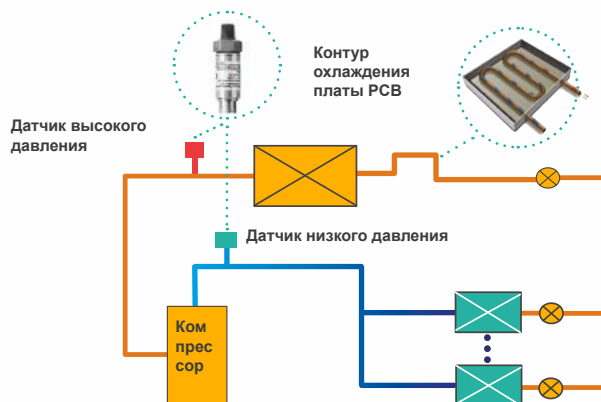 Контур
охлаждения
платы PCB
Датчик высокого
давления
Датчик низкого давления
Ком
прес
сор